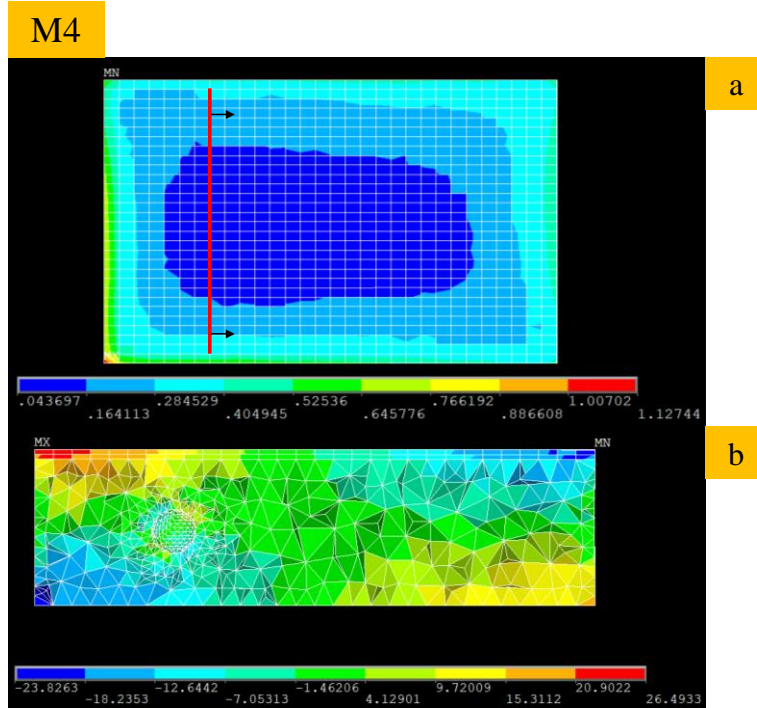 M4
a
MN
.043697 .284529 .52536 .766192 1.00702
.164113 .404945 .645776 .886608 1.12744
b
MX MN
-23.8263 -12.6442 -1.46206 9.72009 20.9022
-18.2353 -7.05313 4.12901 15.3112 26.4933